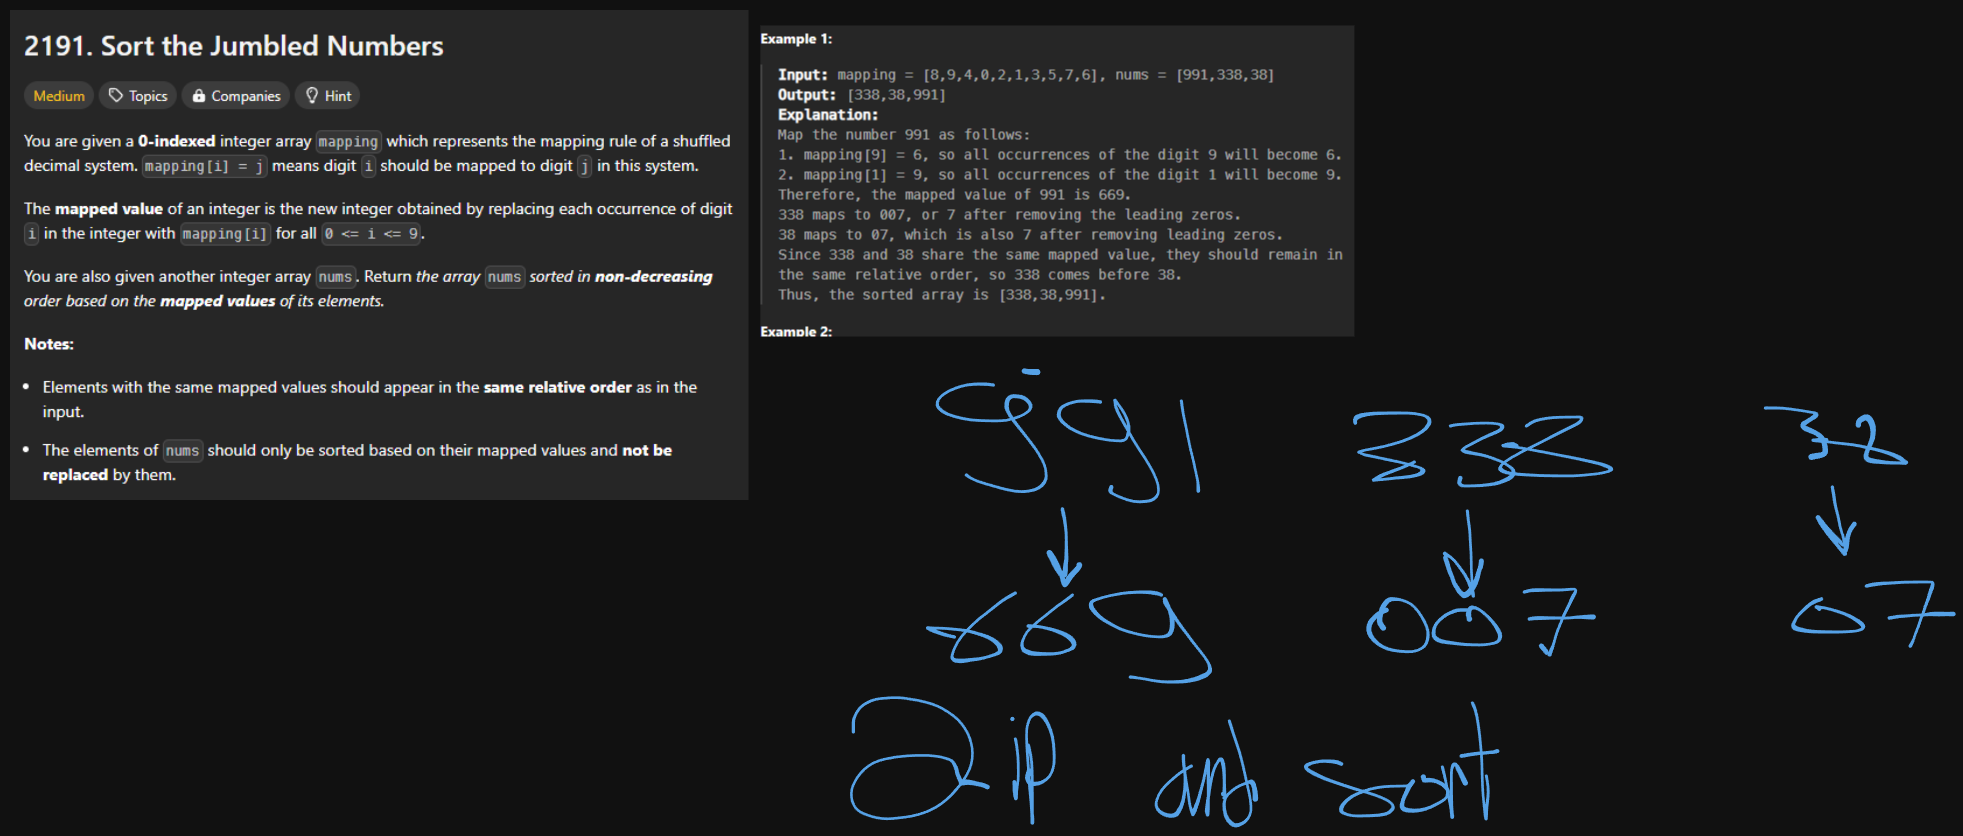 2191. Sort the Jumbled Numbers
Medium Topics Companies Hint
You are given a 0-indexed integer array mapping which represents the mapping rule of a shuffled
decimal system. mapping[i] = j means digit i should be mapped to digit j in this system.
The mapped value of an integer is the new integer obtained by replacing each occurrence of digit
i in the integer with mapping[i] for all 0 <= i <= 9.
You are also given another integer array nums. Return the array nums sorted in non-decreasing
order based on the mapped values of its elements.
Notes:
• Elements with the same mapped values should appear in the same relative order as in the
input.
• The elements of nums should only be sorted based on their mapped values and not be
replaced by them.
Example 1:
Input: mapping = [8,9,4,0,2,1,3,5,7,6], nums = [991,338,38]
Output: [338,38,991]
Explanation:
Map the number 991 as follows:
1. mapping[9] = 6, so all occurrences of the digit 9 will become 6.
2. mapping[1] = 9, so all occurrences of the digit 1 will become 9.
Therefore, the mapped value of 991 is 669.
338 maps to 007, or 7 after removing the leading zeros.
38 maps to 07, which is also 7 after removing leading zeros.
Since 338 and 38 share the same mapped value, they should remain in
the same relative order, so 338 comes before 38.
Thus, the sorted array is [338,38,991].
Example 2:
991 338 38
669 007 07
Zip and sort